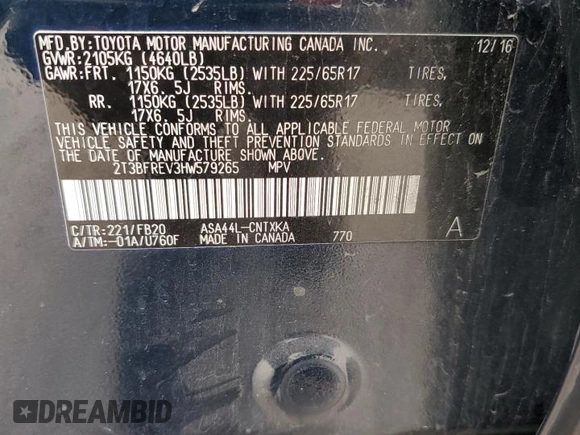 MFD.BY:TOYOTA MOTOR MANUFACTURING CANADA INC. 12/16
GVWR:2105KG (4640LB)
GAWR:FRT. 1150KG (2535LB) WITH 225/65R17 TIRES,
17X6. 5J RIMS.
RR. 1150KG (2535LB) WITH 225/65R17 TIRES,
17X6. 5J RIMS.
THIS VEHICLE CONFORMS TO ALL APPLICABLE FEDERAL MOTOR
VEHICLE SAFETY AND THEFT PREVENTION STANDARDS IN EFFECT ON
THE DATE OF MANUFACTURE SHOWN ABOVE.
2T3BFREV3HW579265 MPV
C/TR:221/FB20 ASA44L-CNTXKA A
A/TM:-01A/U760F MADE IN CANADA 770
DREAMBID